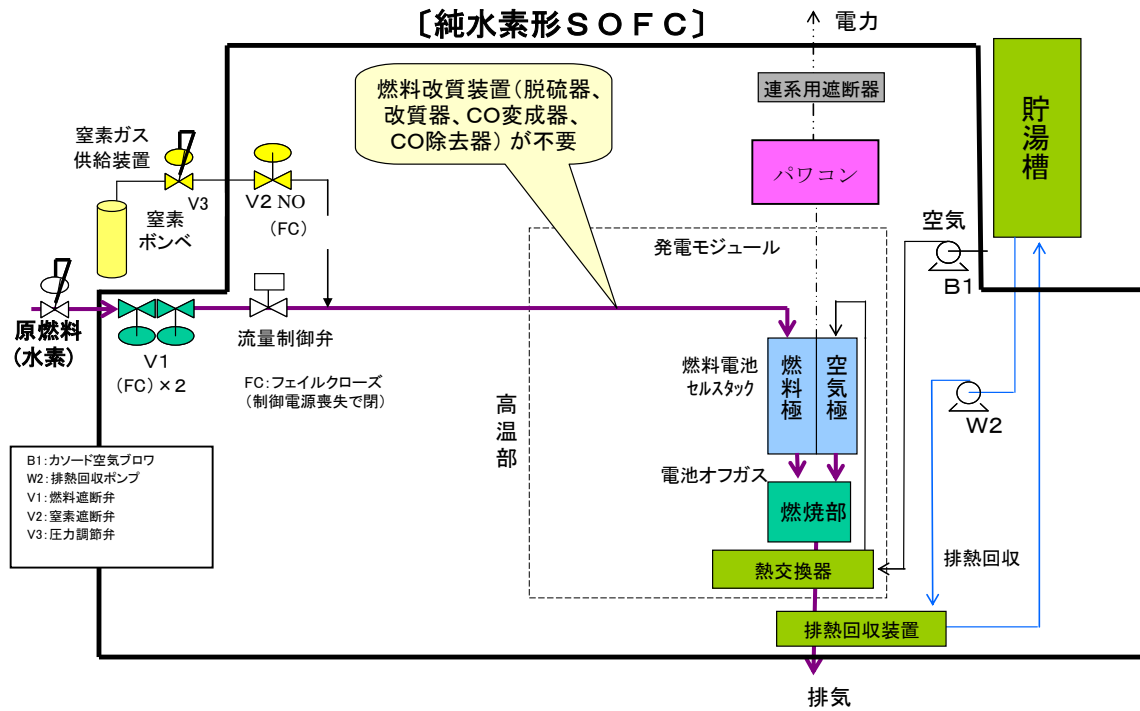 〔純水素形SOFC〕
電力
燃料改質装置(脱硫器、
改質器、CO変成器、
CO除去器)が不要
連系用遮断器
貯湯槽
窒素ガス
供給装置
パワコン
V3
V2 NO
(FC)
窒素
ボンベ
空気
発電モジュール
B1
原燃料
(水素)
流量制御弁
V1
(FC)×2
FC:フェイルクローズ
(制御電源喪失で閉)
燃料電池
セルスタック
燃料極
空気極
高温部
W2
B1:カソード空気ブロワ
W2:排熱回収ポンプ
V1:燃料遮断弁
V2:窒素遮断弁
V3:圧力調節弁
電池オフガス
燃焼部
熱交換器
排熱回収
排熱回収装置
排気